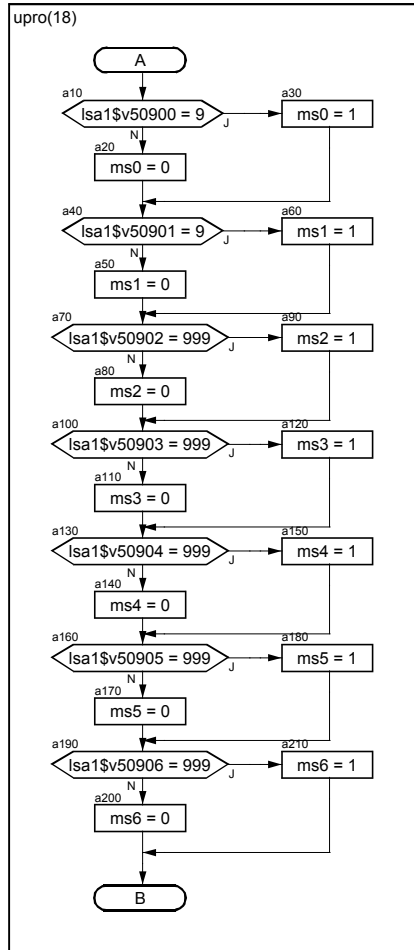 upro(18)
A
a10
lsa1$v50900 = 9
J
N
a30
ms0 = 1
a20
ms0 = 0
a40
lsa1$v50901 = 9
J
N
a60
ms1 = 1
a50
ms1 = 0
a70
lsa1$v50902 = 999
J
N
a90
ms2 = 1
a80
ms2 = 0
a100
lsa1$v50903 = 999
J
N
a120
ms3 = 1
a110
ms3 = 0
a130
lsa1$v50904 = 999
J
N
a150
ms4 = 1
a140
ms4 = 0
a160
lsa1$v50905 = 999
J
N
a180
ms5 = 1
a170
ms5 = 0
a190
lsa1$v50906 = 999
J
N
a210
ms6 = 1
a200
ms6 = 0
B